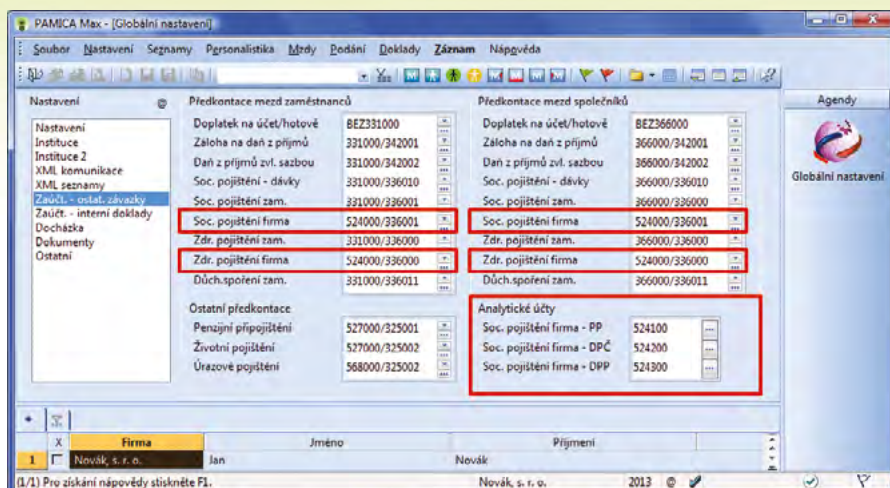 PAMICA Max - [Globální nastavení]
Soubor Nastavení Seznamy Personalistika Mzdy Podání Doklady Záznam Nápověda
Nastavení @
Nastavení
Instituce
Instituce 2
XML komunikace
XML seznamy
Zaúčt. - ostat. závazky
Zaúčt. - interní doklady
Docházka
Dokumenty
Ostatní
Předkontace mezd zaměstnanců
Doplatek na účet/hotově BEZ331000
Záloha na daň z příjmů 331000/342001
Daň z příjmů zvl. sazbou 331000/342002
Soc. pojištění - dávky 331000/336010
Soc. pojištění zam. 331000/336001
Soc. pojištění firma 524000/336001
Zdr. pojištění zam. 331000/336000
Zdr. pojištění firma 524000/336000
Důch.spoření zam. 331000/336011
Ostatní předkontace
Penzijní připojištění 527000/325001
Životní pojištění 527000/325002
Úrazové pojištění 568000/325002
Předkontace mezd společníků
Doplatek na účet/hotově BEZ366000
Záloha na daň z příjmů 366000/342001
Daň z příjmů zvl. sazbou 366000/342002
Soc. pojištění - dávky 366000/336010
Soc. pojištění zam. 366000/336001
Soc. pojištění firma 524000/336001
Zdr. pojištění zam. 366000/336000
Zdr. pojištění firma 524000/336000
Důch.spoření zam. 366000/336011
Analytické účty
Soc. pojištění firma - PP 524100
Soc. pojištění firma - DPČ 524200
Soc. pojištění firma - DPP 524300
Agendy
Globální nastavení
X Firma Jméno Příjmení
1 Novák, s. r. o. Jan Novák
(1/1) Pro získání nápovědy stiskněte F1. Novák, s. r. o. 2013 @